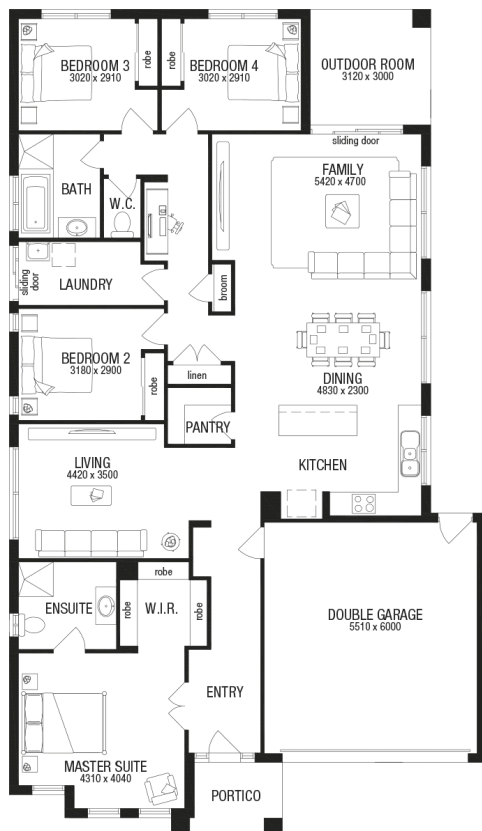 BEDROOM 3
3020 x 2910
robe
robe
BEDROOM 4
3020 x 2910
OUTDOOR ROOM
3120 x 3000
sliding door
FAMILY
5420 x 4700
BATH
W.C.
sliding
door
LAUNDRY
broom
BEDROOM 2
3180 x 2900
robe
linen
DINING
4830 x 2300
PANTRY
KITCHEN
LIVING
4420 x 3500
robe
ENSUITE
robe
W.I.R.
robe
DOUBLE GARAGE
5510 x 6000
ENTRY
MASTER SUITE
4310 x 4040
PORTICO